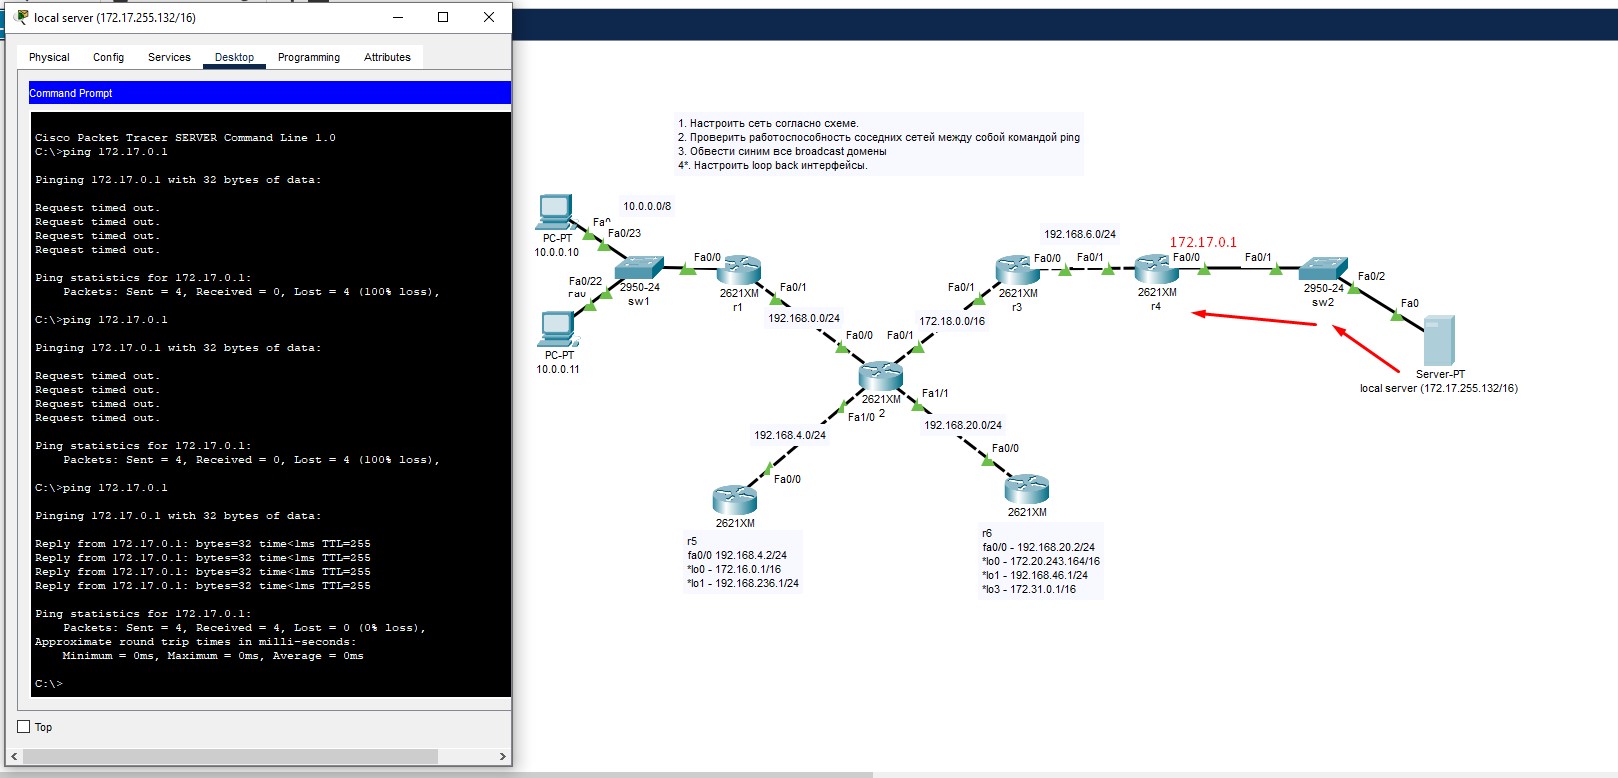 local server (172.17.255.132/16)
Physical Config Services Desktop Programming Attributes
Command Prompt
Cisco Packet Tracer SERVER Command Line 1.0
C:\>ping 172.17.0.1
Pinging 172.17.0.1 with 32 bytes of data:
Request timed out.
Request timed out.
Request timed out.
Request timed out.
Ping statistics for 172.17.0.1:
Packets: Sent = 4, Received = 0, Lost = 4 (100% loss),
C:\>ping 172.17.0.1
Pinging 172.17.0.1 with 32 bytes of data:
Request timed out.
Request timed out.
Request timed out.
Request timed out.
Ping statistics for 172.17.0.1:
Packets: Sent = 4, Received = 0, Lost = 4 (100% loss),
C:\>ping 172.17.0.1
Pinging 172.17.0.1 with 32 bytes of data:
Reply from 172.17.0.1: bytes=32 time<1ms TTL=255
Reply from 172.17.0.1: bytes=32 time<1ms TTL=255
Reply from 172.17.0.1: bytes=32 time<1ms TTL=255
Reply from 172.17.0.1: bytes=32 time<1ms TTL=255
Ping statistics for 172.17.0.1:
Packets: Sent = 4, Received = 4, Lost = 0 (0% loss),
Approximate round trip times in milli-seconds:
Minimum = 0ms, Maximum = 0ms, Average = 0ms
C:\>
Top
1. Настроить сеть согласно схеме.
2. Проверить работоспособность соседних сетей между собой командой ping
3. Обвести синим все broadcast домены
4*. Настроить loop back интерфейсы.
10.0.0.0/8
Fa0/23
PC-PT
10.0.0.10
Fa0/22
2950-24
sw1
PC-PT
10.0.0.11
Fa0/0
2621XM
r1
Fa0/1
192.168.0.0/24
Fa0/0
Fa0/1
172.18.0.0/16
Fa0/1
2621XM
r3
Fa0/0
192.168.6.0/24
Fa0/1
172.17.0.1
Fa0/0
2621XM
r4
Fa0/1
2950-24
sw2
Fa0/2
Fa0
Server-PT
local server (172.17.255.132/16)
2621XM
2
Fa1/0
Fa1/1
192.168.4.0/24
192.168.20.0/24
Fa0/0
2621XM
Fa0/0
2621XM
r5
fa0/0 192.168.4.2/24
*lo0 - 172.16.0.1/16
*lo1 - 192.168.236.1/24
r6
fa0/0 - 192.168.20.2/24
*lo0 - 172.20.243.164/16
*lo1 - 192.168.46.1/24
*lo3 - 172.31.0.1/16